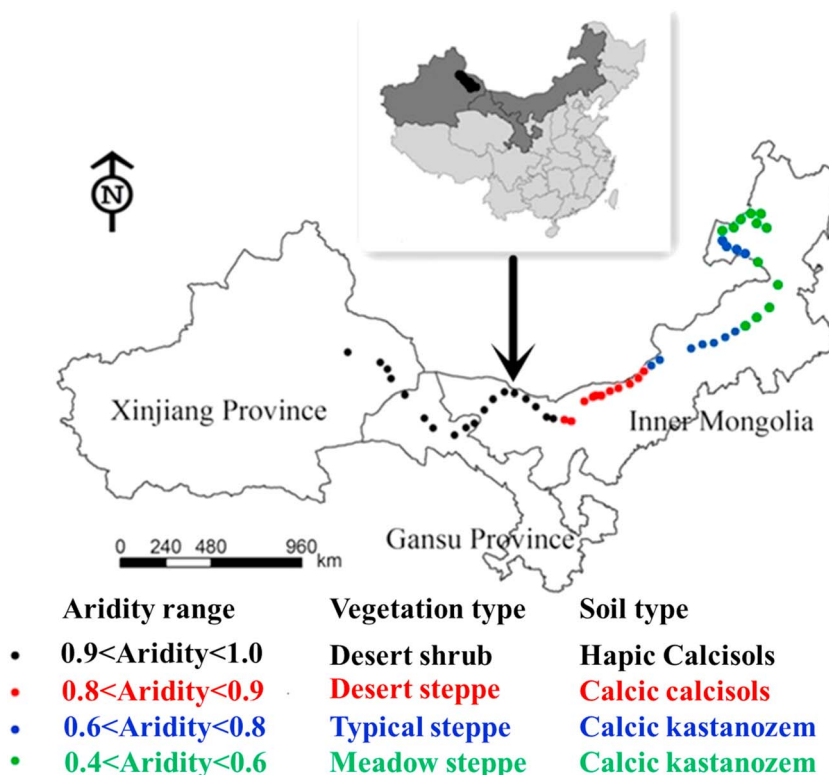 N
Xinjiang Province
Inner Mongolia
Gansu Province
0 240 480 960
km
Aridity range Vegetation type Soil type
0.9<Aridity<1.0 Desert shrub Hapic Calcisols
0.8<Aridity<0.9 Desert steppe Calcic calcisols
0.6<Aridity<0.8 Typical steppe Calcic kastanozem
0.4<Aridity<0.6 Meadow steppe Calcic kastanozem